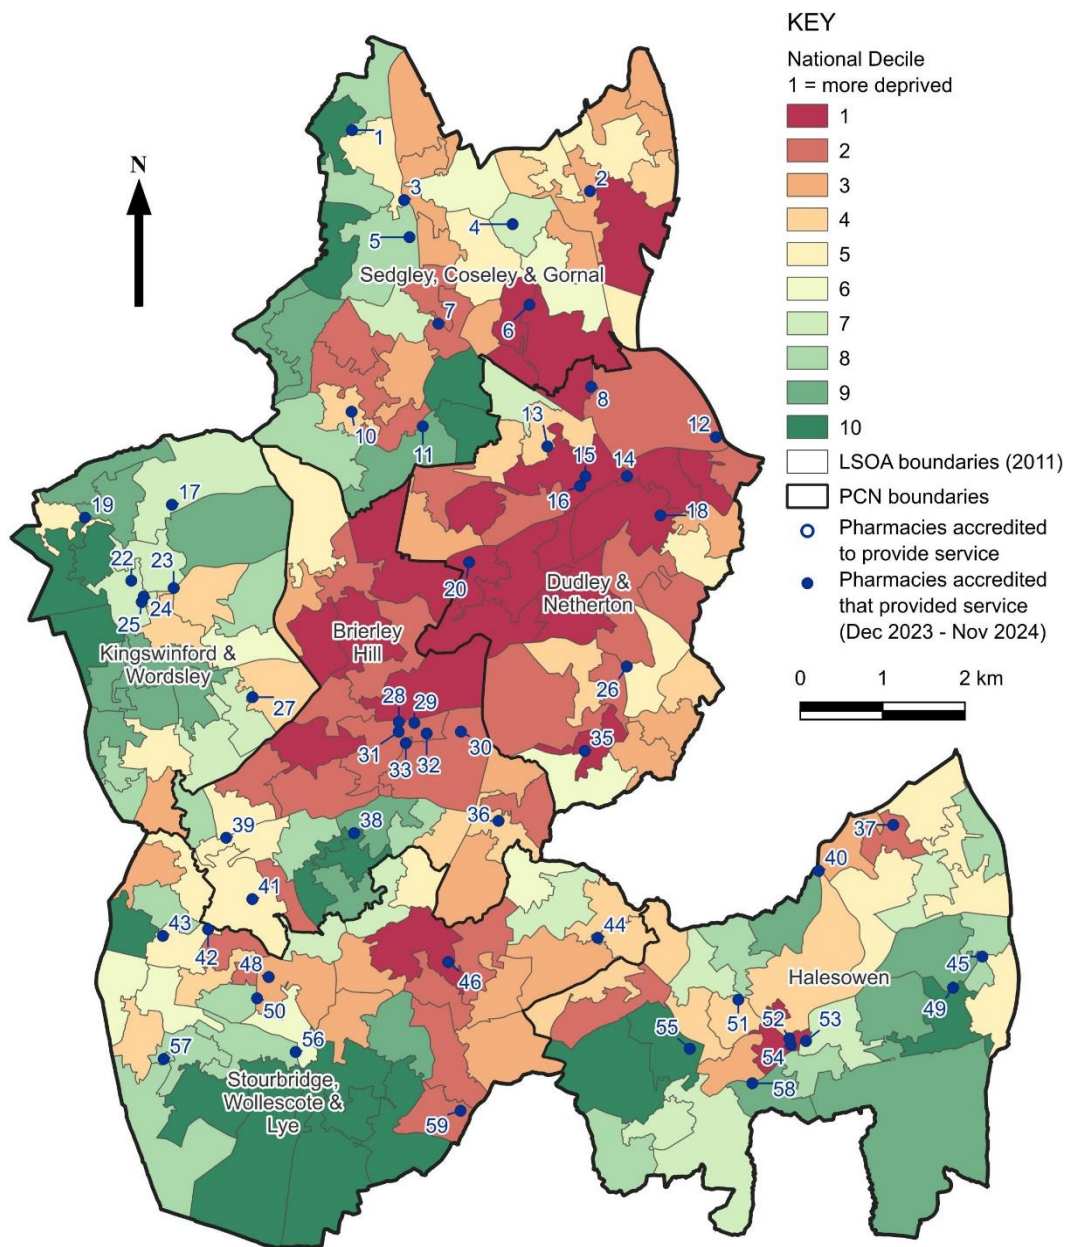 KEY
National Decile
1 = more deprived
1
2
3
4
5
6
7
8
9
10
LSOA boundaries (2011)
PCN boundaries
Pharmacies accredited
to provide service
Pharmacies accredited
that provided service
(Dec 2023 - Nov 2024)
0 1 2 km
N
1
2
3
4
5
Sedgley, Coseley & Gornal
6
7
8
10
11
12
13
14
15
16
17
18
19
20
22
23
24
25
Dudley &
Netherton
Brierley
Hill
Kingswinford &
Wordsley
26
27
28
29
30
31
32
33
35
36
37
38
39
40
41
42
43
44
45
46
Halesowen
48
49
50
51
52
53
54
55
56
57
58
Stourbridge,
Wollescote &
Lye
59